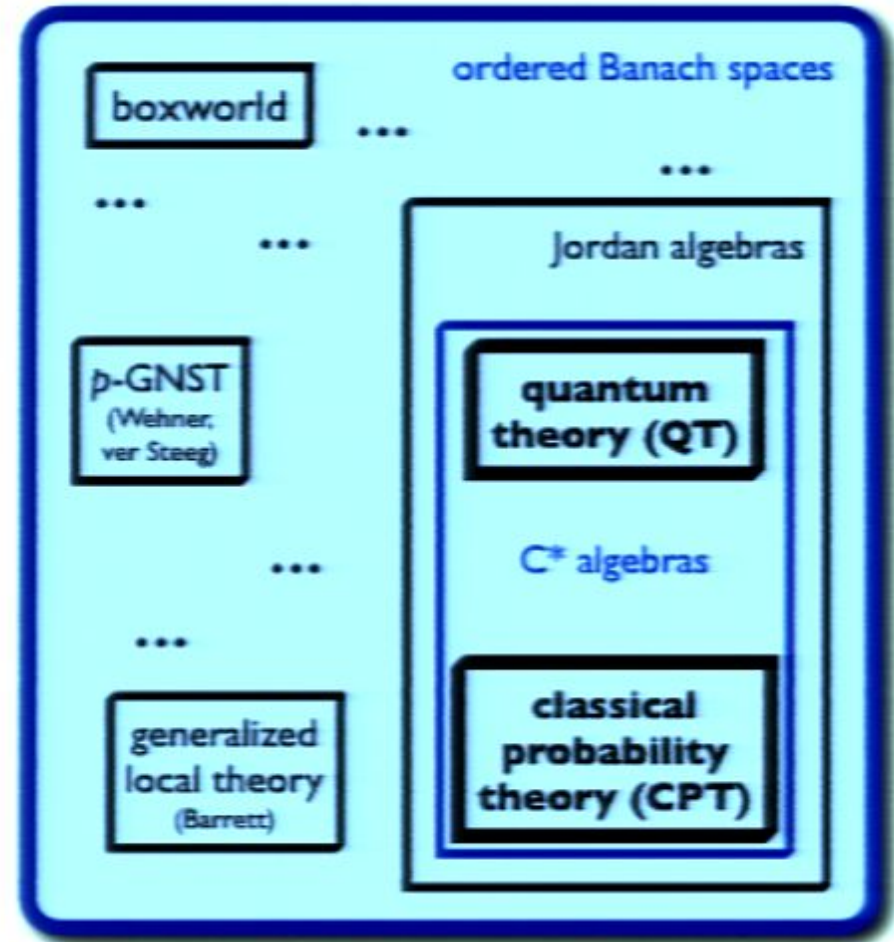 ordered Banach spaces
boxworld
...
...
...
...
Jordan algebras
p-GNST
(Wehner,
ver Steeg)
quantum
theory (QT)
C* algebras
...
...
generalized
local theory
(Barrett)
classical
probability
theory (CPT)